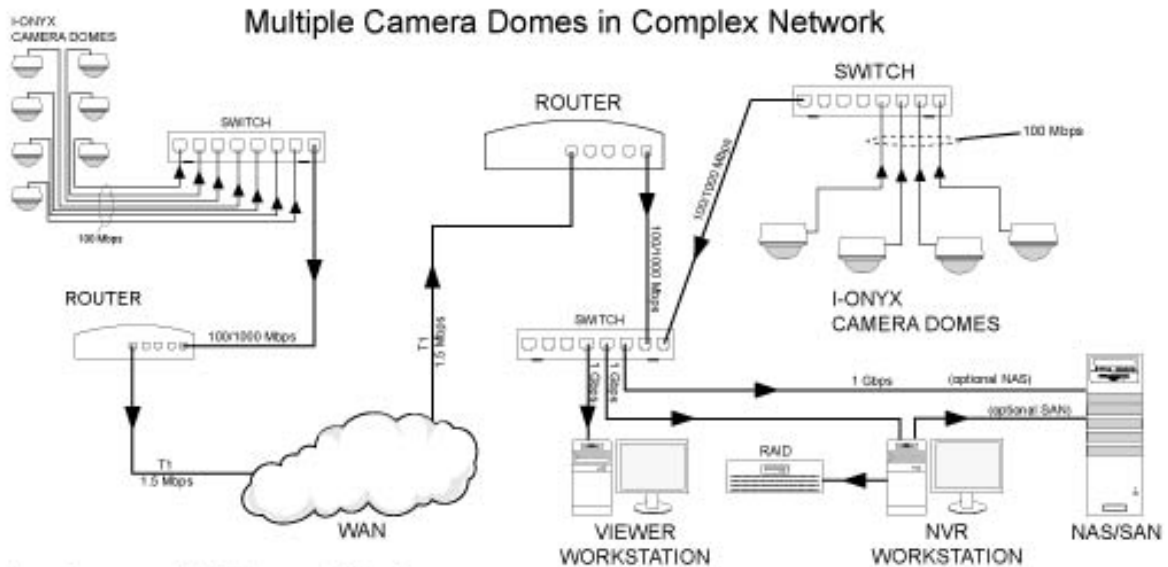 Multiple Camera Domes in Complex Network
I-ONYX
CAMERA DOMES
SWITCH
100 Mbps
ROUTER
100/1000 Mbps
T1
1.5 Mbps
WAN
T1
1.5 Mbps
ROUTER
100/1000 Mbps
SWITCH
100 Mbps
100/1000 Mbps
I-ONYX
CAMERA DOMES
SWITCH
1 Gbps
1 Gbps
1 Gbps
(optional NAS)
(optional SAN)
RAID
VIEWER
WORKSTATION
NVR
WORKSTATION
NAS/SAN